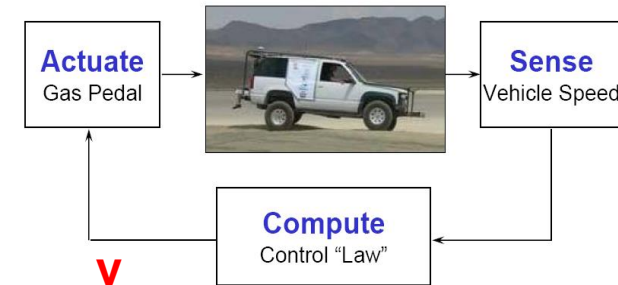 Actuate
Gas Pedal
Sense
Vehicle Speed
Compute
Control “Law”
v